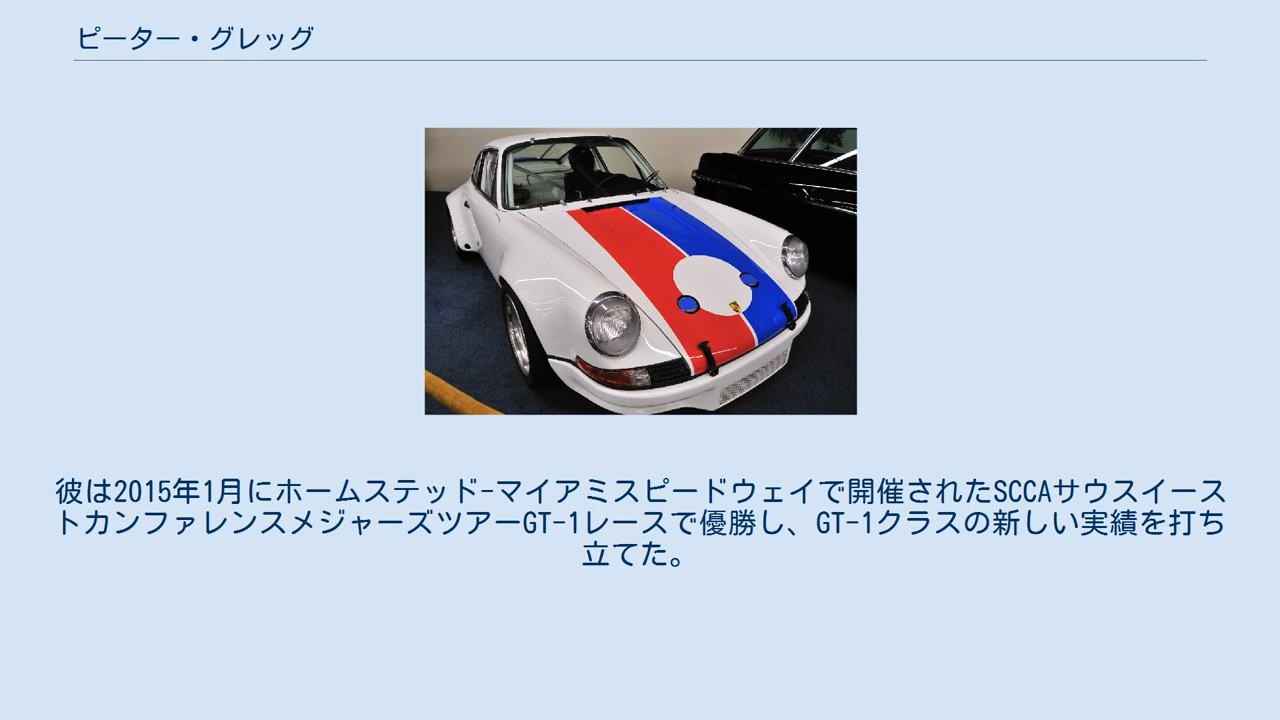 ピーター・グレッグ
彼は2015年1月にホームステッド-マイアミスピードウェイで開催されたSCCAサウスイース
トカンファレンスメジャーズツアーGT-1レースで優勝し、GT-1クラスの新しい実績を打ち
立てた。